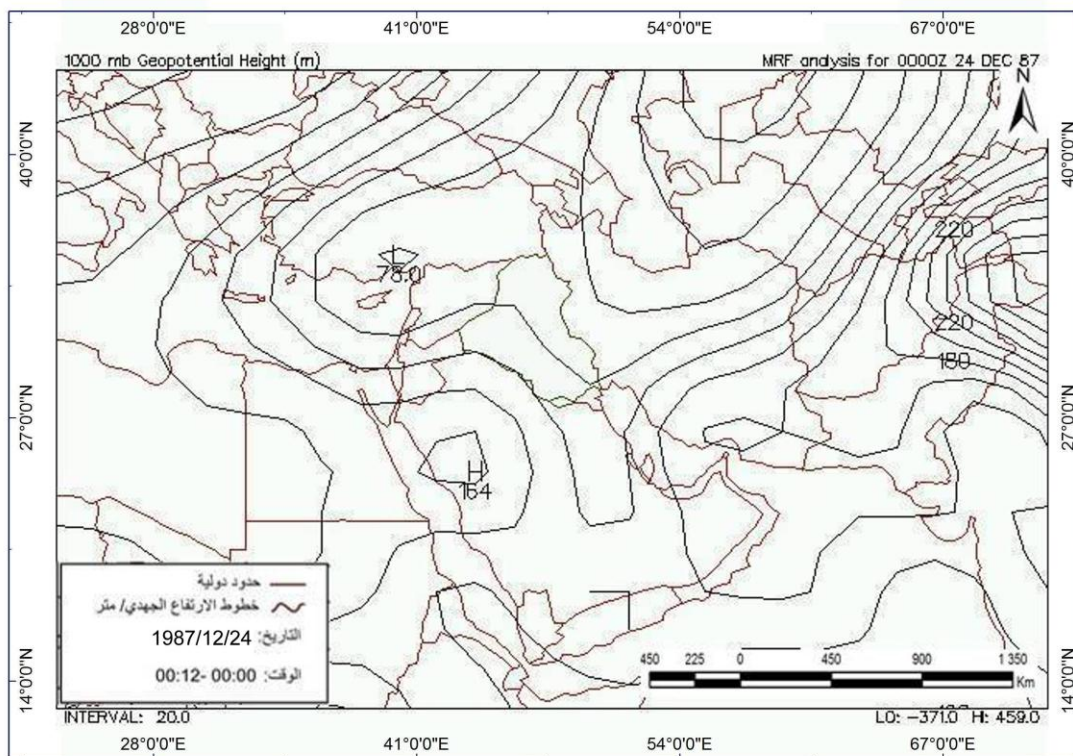 28°0'0"E 41°0'0"E 54°0'0"E 67°0'0"E
1000 mb Geopotential Height (m) MRF analysis for 0000Z 24 DEC 87
N
40°0'0"N 40°0'0"N
220
L
78.0
220
180
27°0'0"N 27°0'0"N
H
164
حدود دولية
خطوط الارتفاع الجهدي/ متر
التاريخ: 1987/12/24
الوقت: 00:00 -00:12
450 225 0 450 900 1 350
Km
14°0'0"N 14°0'0"N
INTERVAL: 20.0 LO: -371.0 HI: 459.0
28°0'0"E 41°0'0"E 54°0'0"E 67°0'0"E